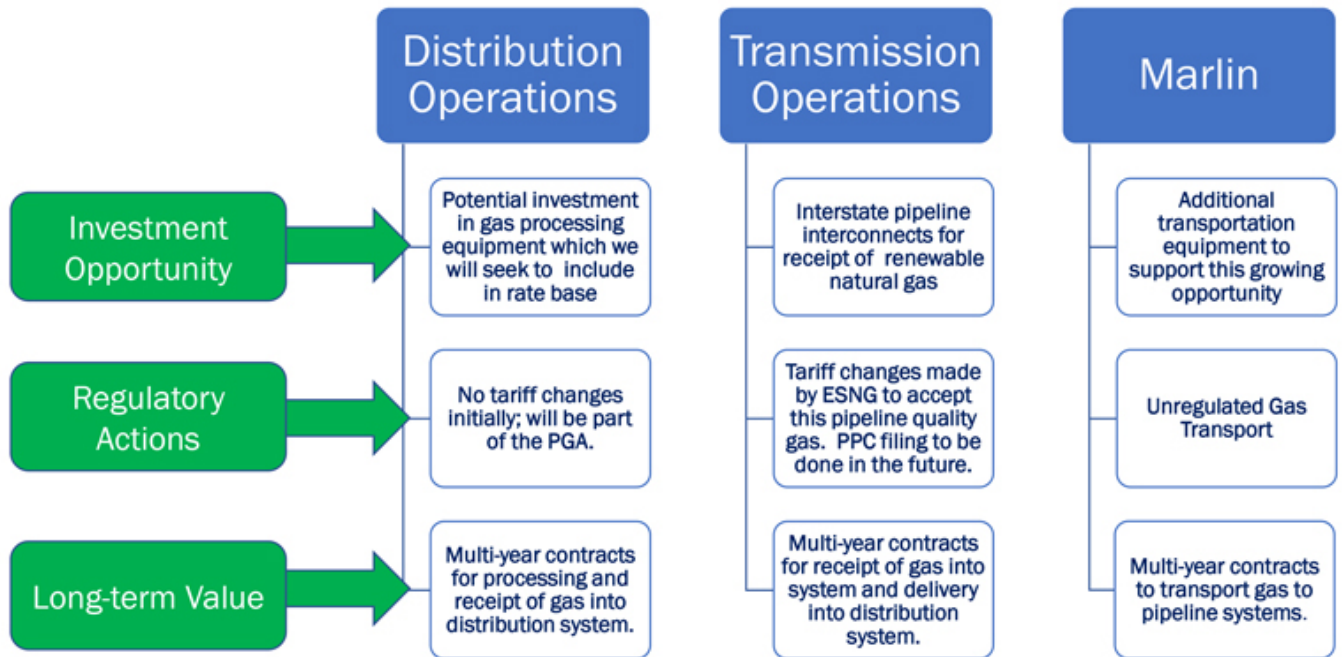 Distribution
Operations
Transmission
Operations
Marlin
Investment
Opportunity
Potential investment
in gas processing
equipment which we
will seek to include
in rate base
Interstate pipeline
interconnects for
receipt of renewable
natural gas
Additional
transportation
equipment to
support this growing
opportunity
Regulatory
Actions
No tariff changes
initially; will be part
of the PGA.
Tariff changes made
by ESNG to accept
this pipeline quality
gas. PPC filing to be
done in the future.
Unregulated Gas
Transport
Long-term Value
Multi-year contracts
for processing and
receipt of gas into
distribution system.
Multi-year contracts
for receipt of gas into
system and delivery
into distribution
system.
Multi-year contracts
to transport gas to
pipeline systems.